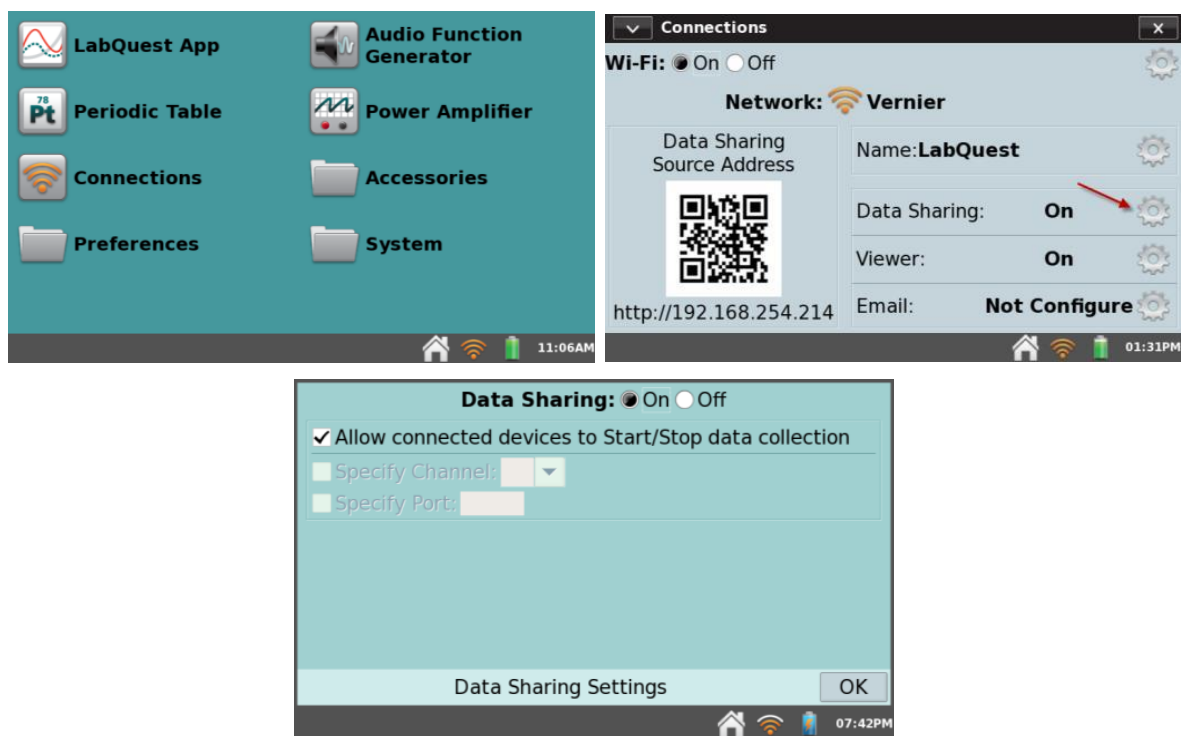 LabQuest App
Audio Function
Generator
78
Pt
Periodic Table
Power Amplifier
Connections
Accessories
Preferences
System
11:06AM
Connections
x
Wi-Fi: On Off
Network: Vernier
Data Sharing
Source Address
http://192.168.254.214
Name:LabQuest
Data Sharing: On
Viewer: On
Email: Not Configure
01:31PM
Data Sharing: On Off
Allow connected devices to Start/Stop data collection
Specify Channel:
Specify Port:
Data Sharing Settings OK
07:42PM